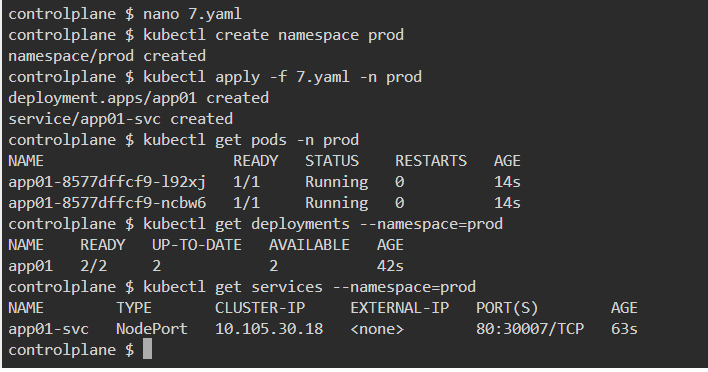 controlplane $ nano 7.yaml
controlplane $ kubectl create namespace prod
namespace/prod created
controlplane $ kubectl apply -f 7.yaml -n prod
deployment.apps/app01 created
service/app01-svc created
controlplane $ kubectl get pods -n prod
NAME READY STATUS RESTARTS AGE
app01-8577dffcf9-l92xj 1/1 Running 0 14s
app01-8577dffcf9-ncbw6 1/1 Running 0 14s
controlplane $ kubectl get deployments --namespace=prod
NAME READY UP-TO-DATE AVAILABLE AGE
app01 2/2 2 2 42s
controlplane $ kubectl get services --namespace=prod
NAME TYPE CLUSTER-IP EXTERNAL-IP PORT(S) AGE
app01-svc NodePort 10.105.30.18 <none> 80:30007/TCP 63s
controlplane $